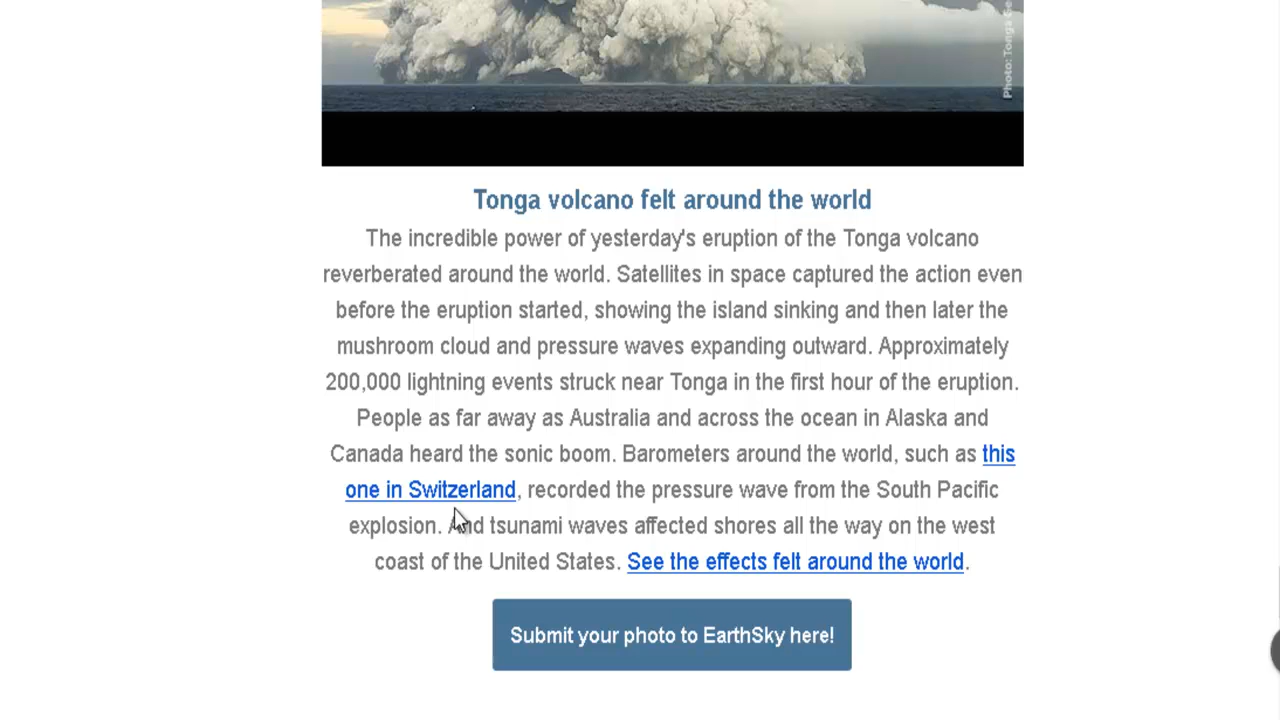 Photo: Tonga Ge
Tonga volcano felt around the world
The incredible power of yesterday's eruption of the Tonga volcano
reverberated around the world. Satellites in space captured the action even
before the eruption started, showing the island sinking and then later the
mushroom cloud and pressure waves expanding outward. Approximately
200,000 lightning events struck near Tonga in the first hour of the eruption.
People as far away as Australia and across the ocean in Alaska and
Canada heard the sonic boom. Barometers around the world, such as this
one in Switzerland, recorded the pressure wave from the South Pacific
explosion. And tsunami waves affected shores all the way on the west
coast of the United States. See the effects felt around the world.
Submit your photo to EarthSky here!